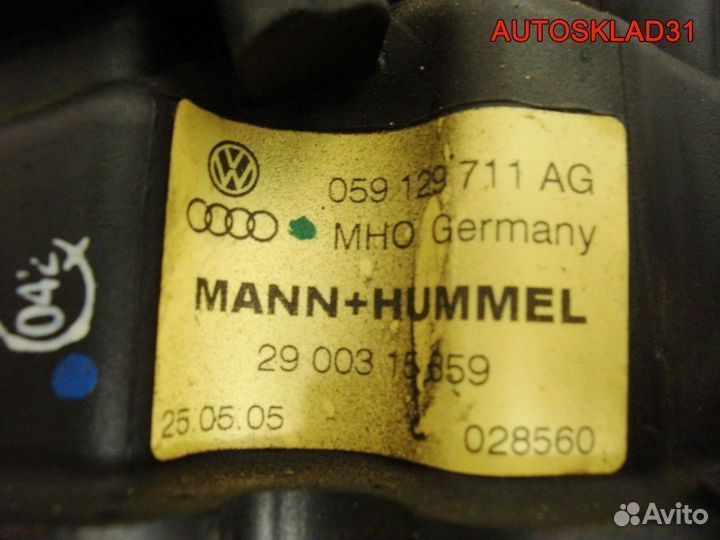 AUTOSKLAD31
059 129 711 AG
MHO Germany
MANN+HUMMEL
29 003 15 859
25.05.05
028560
Avito